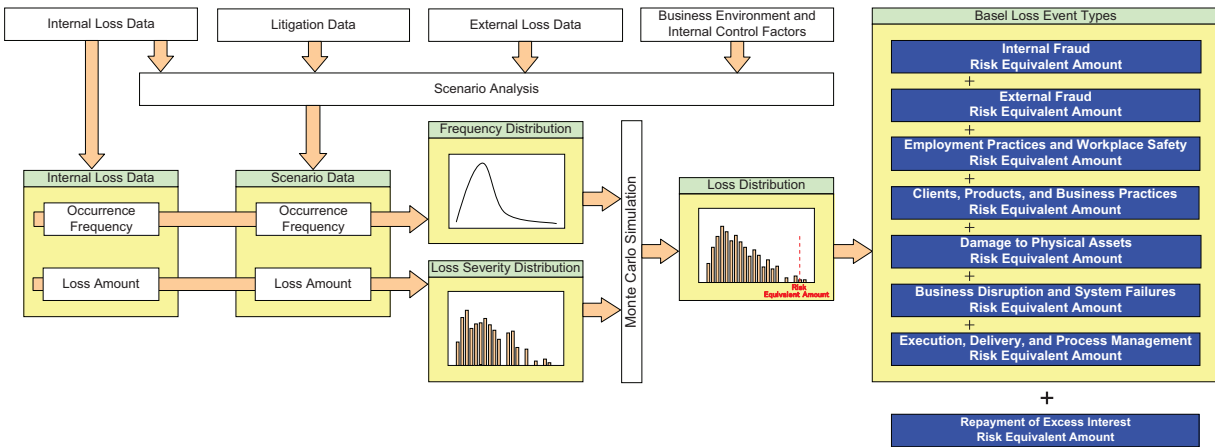 Internal Loss Data
Litigation Data
External Loss Data
Business Environment and
Internal Control Factors
Scenario Analysis
Internal Loss Data
Occurrence
Frequency
Loss Amount
Scenario Data
Occurrence
Frequency
Loss Amount
Frequency Distribution
Loss Severity Distribution
Monte Carlo Simulation
Loss Distribution
Risk
Equivalent Amount
Basel Loss Event Types
Internal Fraud
Risk Equivalent Amount
+
External Fraud
Risk Equivalent Amount
+
Employment Practices and Workplace Safety
Risk Equivalent Amount
+
Clients, Products, and Business Practices
Risk Equivalent Amount
+
Damage to Physical Assets
Risk Equivalent Amount
+
Business Disruption and System Failures
Risk Equivalent Amount
+
Execution, Delivery, and Process Management
Risk Equivalent Amount
+
Repayment of Excess Interest
Risk Equivalent Amount